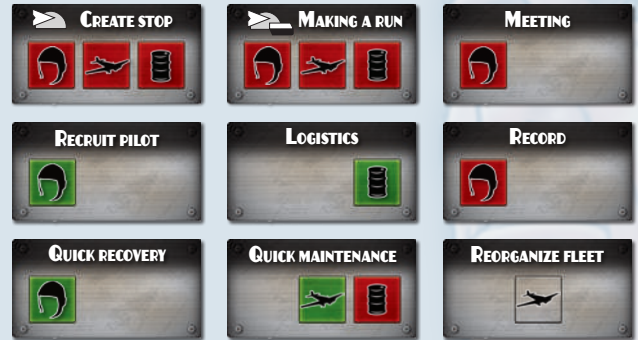 CREATE STOP
MAKING A RUN
MEETING
RECRUIT PILOT
LOGISTICS
RECORD
QUICK RECOVERY
QUICK MAINTENANCE
REORGANIZE FLEET